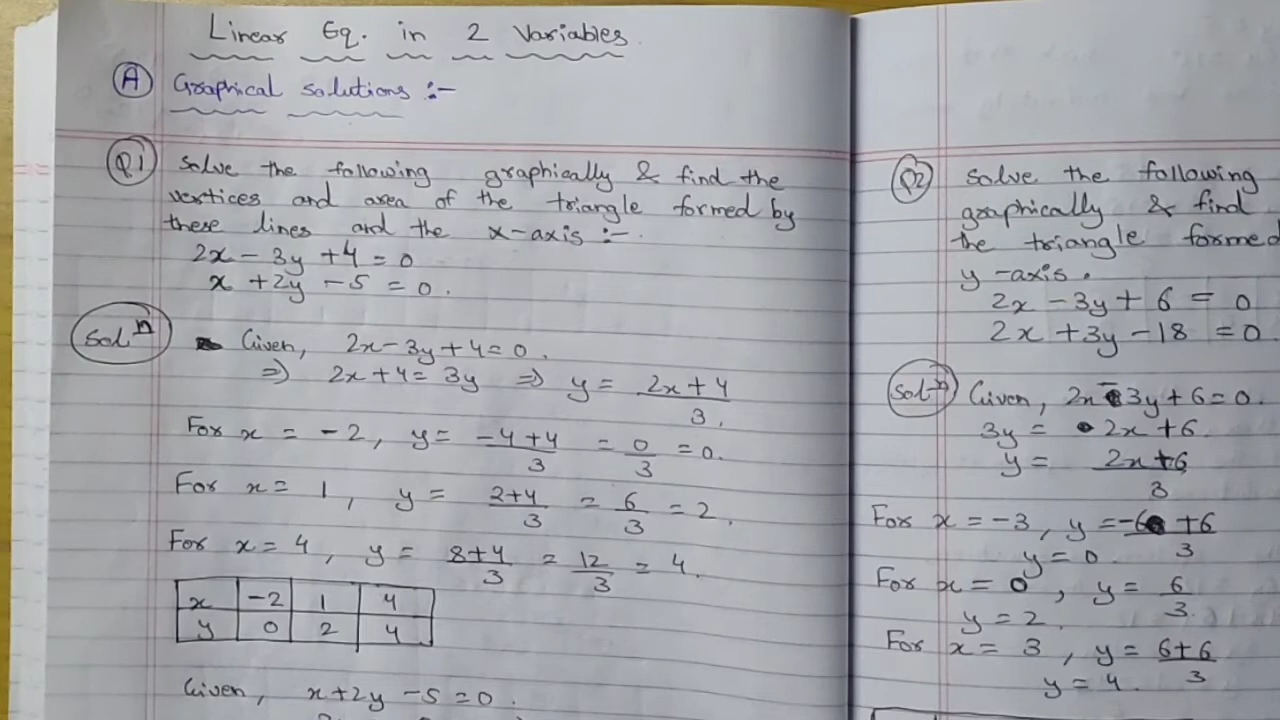 Linear Eq. in 2 Variables
(A) Graphical solutions :-
Q1 Solve the following graphically & find the
vertices and area of the triangle formed by
these lines and the x-axis :-
2x - 3y + 4 = 0
x + 2y - 5 = 0.
Solⁿ Given, 2x - 3y + 4 = 0.
⇒ 2x + 4 = 3y ⇒ y = (2x + 4)/3.
For x = -2, y = (-4+4)/3 = 0/3 = 0.
For x = 1, y = (2+4)/3 = 6/3 = 2.
For x = 4, y = (8+4)/3 = 12/3 = 4.
x | -2 | 1 | 4
y | 0 | 2 | 4
Given, x + 2y - 5 = 0.
Q2 Solve the following
graphically & find
the triangle formed
y-axis.
2x - 3y + 6 = 0
2x + 3y - 18 = 0.
Solⁿ Given, 2x - 3y + 6 = 0.
3y = 2x + 6.
y = (2x + 6)/3
For x = -3, y = (-6 + 6)/3
y = 0.
For x = 0, y = 6/3.
y = 2.
For x = 3, y = (6+6)/3
y = 4.